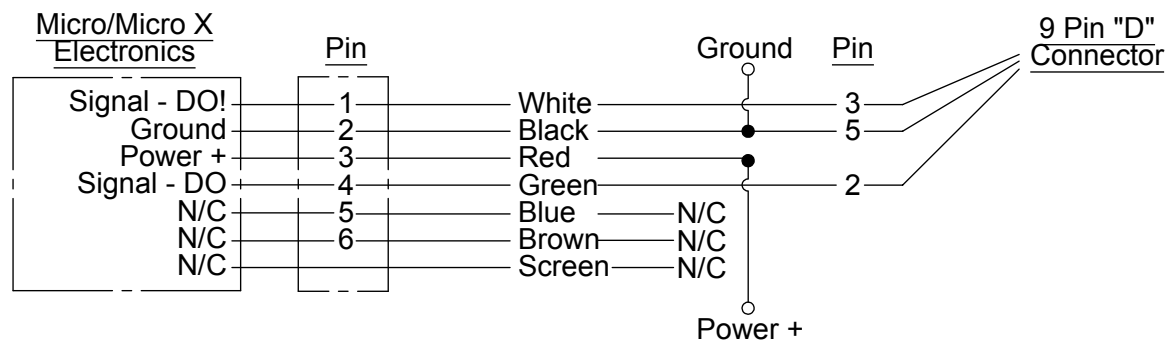 Micro/Micro X
Electronics
Pin
Ground
Pin
9 Pin "D"
Connector
Signal - DO! 1 White 3
Ground 2 Black 5
Power + 3 Red
Signal - DO 4 Green 2
N/C 5 Blue N/C
N/C 6 Brown N/C
N/C Screen N/C
Power +